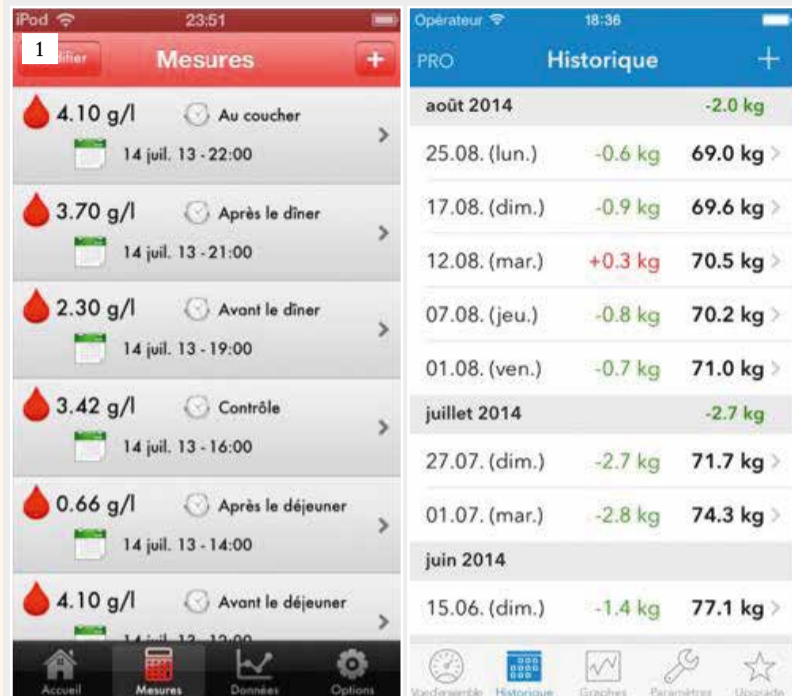 iPod 23:51
1 difier Mesures +
4.10 g/l Au coucher
14 juil. 13 - 22:00
3.70 g/l Après le dîner
14 juil. 13 - 21:00
2.30 g/l Avant le dîner
14 juil. 13 - 19:00
3.42 g/l Contrôle
14 juil. 13 - 16:00
0.66 g/l Après le déjeuner
14 juil. 13 - 14:00
4.10 g/l Avant le déjeuner
14 juil. 13 - 12:00
Accueil Mesures Données Options
Opérateur 18:36
PRO Historique +
août 2014 -2.0 kg
25.08. (lun.) -0.6 kg 69.0 kg >
17.08. (dim.) -0.9 kg 69.6 kg >
12.08. (mar.) +0.3 kg 70.5 kg >
07.08. (jeu.) -0.8 kg 70.2 kg >
01.08. (ven.) -0.7 kg 71.0 kg >
juillet 2014 -2.7 kg
27.07. (dim.) -2.7 kg 71.7 kg >
01.07. (mar.) -2.8 kg 74.3 kg >
juin 2014
15.06. (dim.) -1.4 kg 77.1 kg >
Vue d'ensemble Historique Graphes Paramètres Upgrade